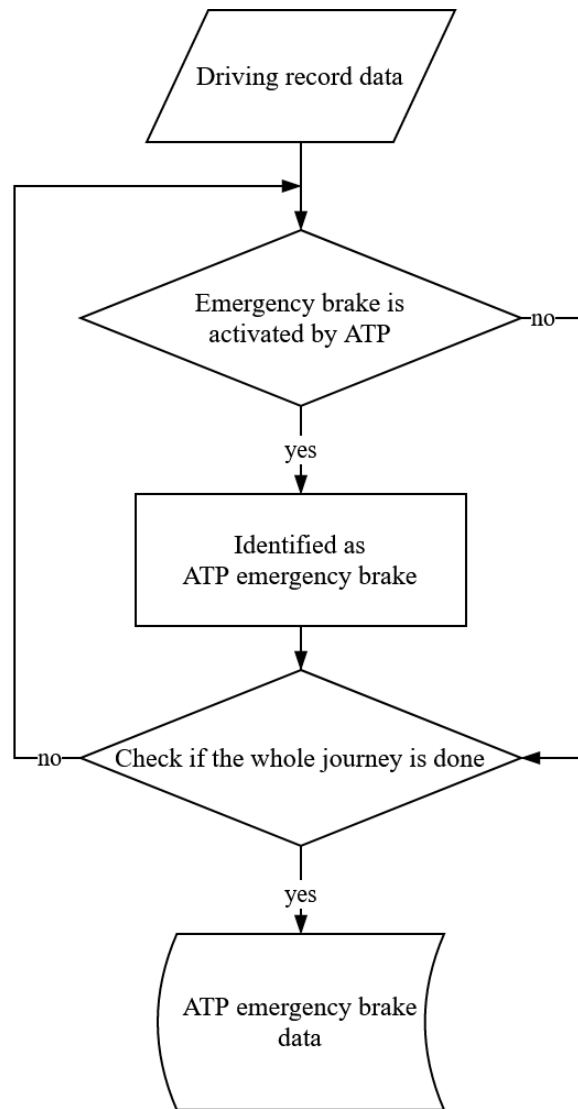 Driving record data
Emergency brake is
activated by ATP
no
yes
Identified as
ATP emergency brake
Check if the whole journey is done
no
yes
ATP emergency brake
data